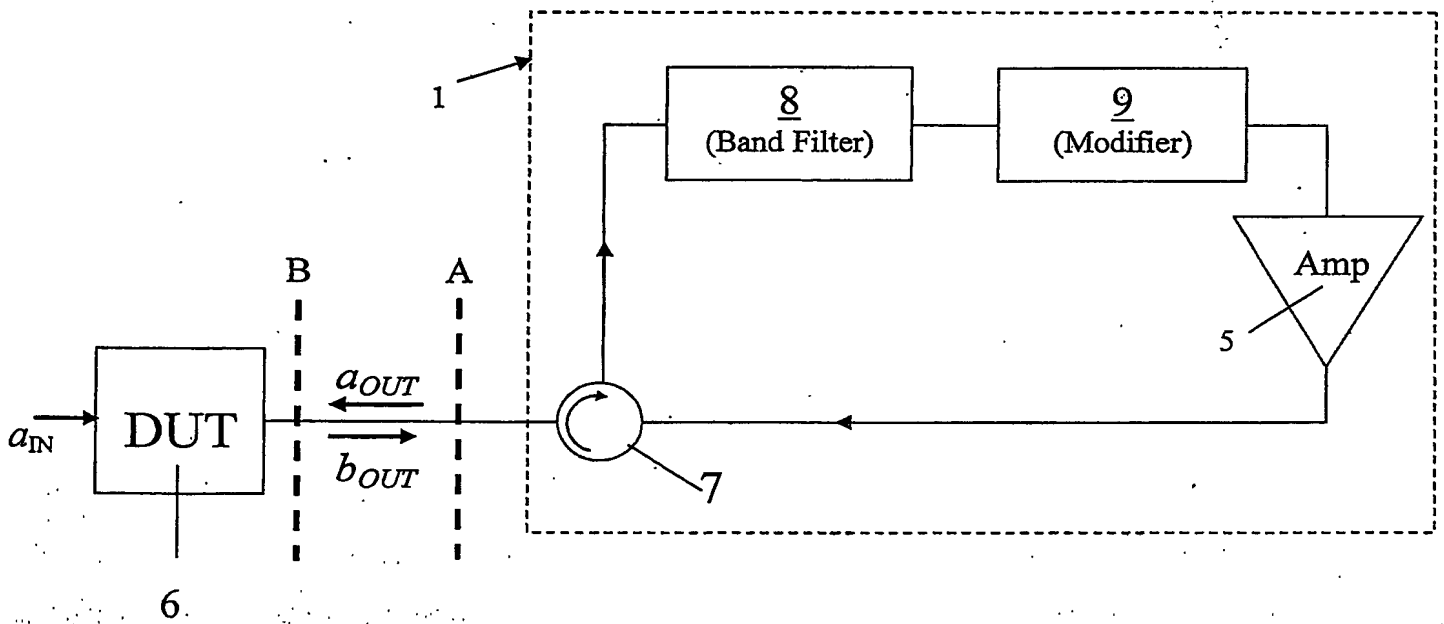 1
8
(Band Filter)
9
(Modifier)
Amp
5
B
A
a_OUT
a_IN
DUT
b_OUT
7
6